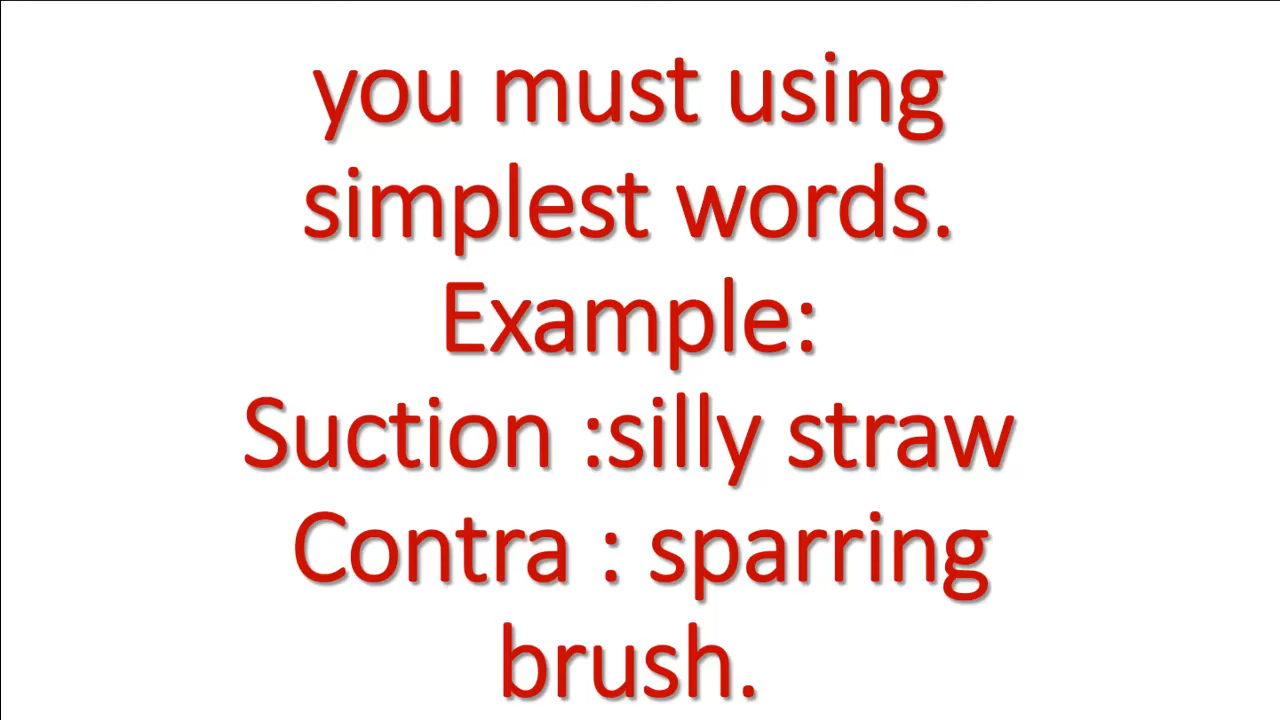 you must using
simplest words.
Example:
Suction :silly straw
Contra : sparring
brush.